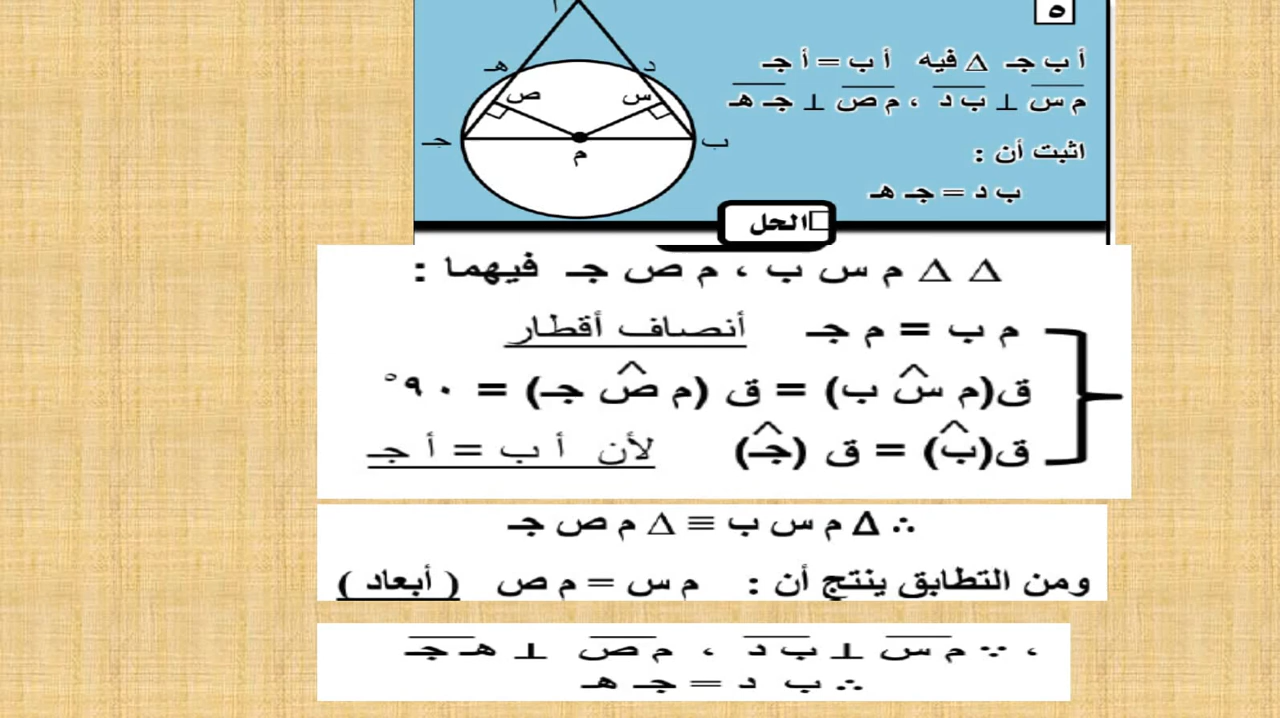 ٥
أ
أ ب جـ △ فيه أ ب = أ جـ
م س ⊥ ب د ، م ص ⊥ جـ هـ
اثبت أن :
ب د = جـ هـ
هـ
د
ص
س
جـ
ب
م
الحل
△ △ م س ب ، م ص جـ فيهما :
م ب = م جـ أنصاف أقطار
ق(م س^ ب) = ق (م ص^ جـ) = ٩٠°
ق(ب^) = ق (جـ^) لأن أ ب = أ جـ
∴ △ م س ب ≡ △ م ص جـ
ومن التطابق ينتج أن : م س = م ص ( أبعاد )
، ∵ م س ⊥ ب د ، م ص ⊥ هـ جـ
∴ ب د = جـ هـ